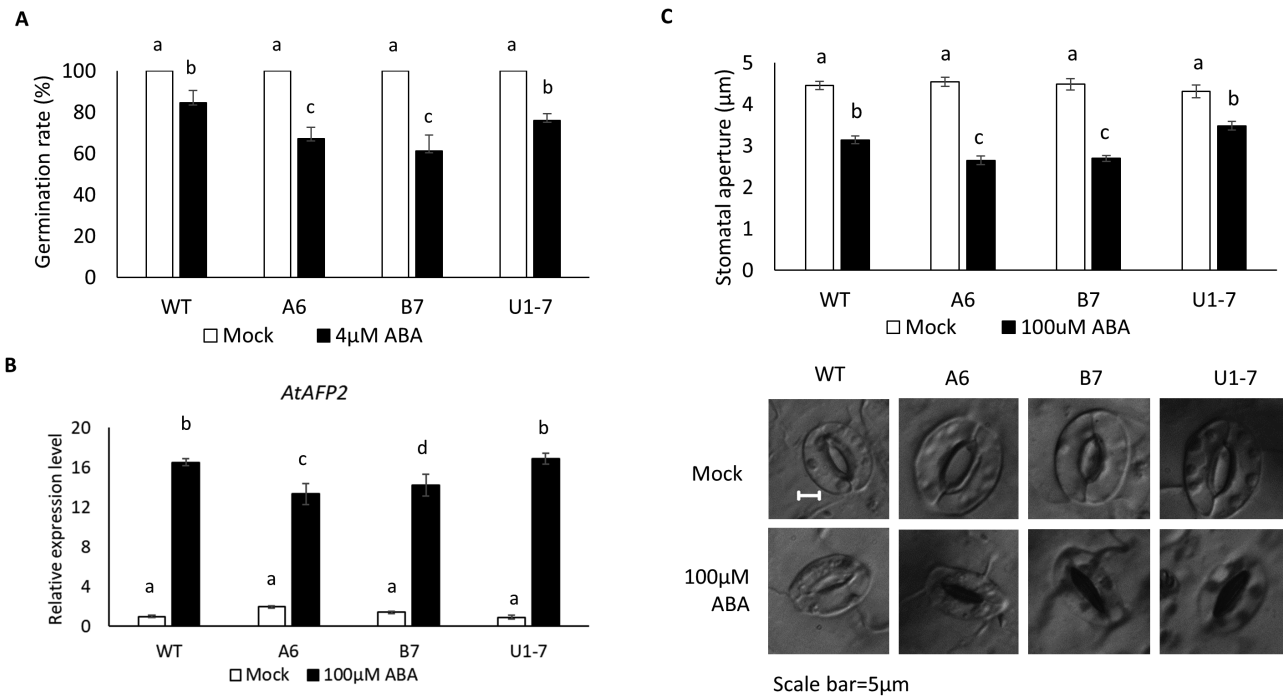 A
a
b
a
c
a
c
a
b
100
80
60
40
20
0
Germination rate (%)
WT
A6
B7
U1-7
Mock
4μM ABA
B
AtAFP2
a
b
a
c
a
d
a
b
20
16
12
8
4
0
Relative expression level
WT
A6
B7
U1-7
Mock
100μM ABA
C
a
b
a
c
a
c
a
b
5
4
3
2
1
0
Stomatal aperture (μm)
WT
A6
B7
U1-7
Mock
100uM ABA
WT
A6
B7
U1-7
Mock
100μM
ABA
Scale bar=5μm